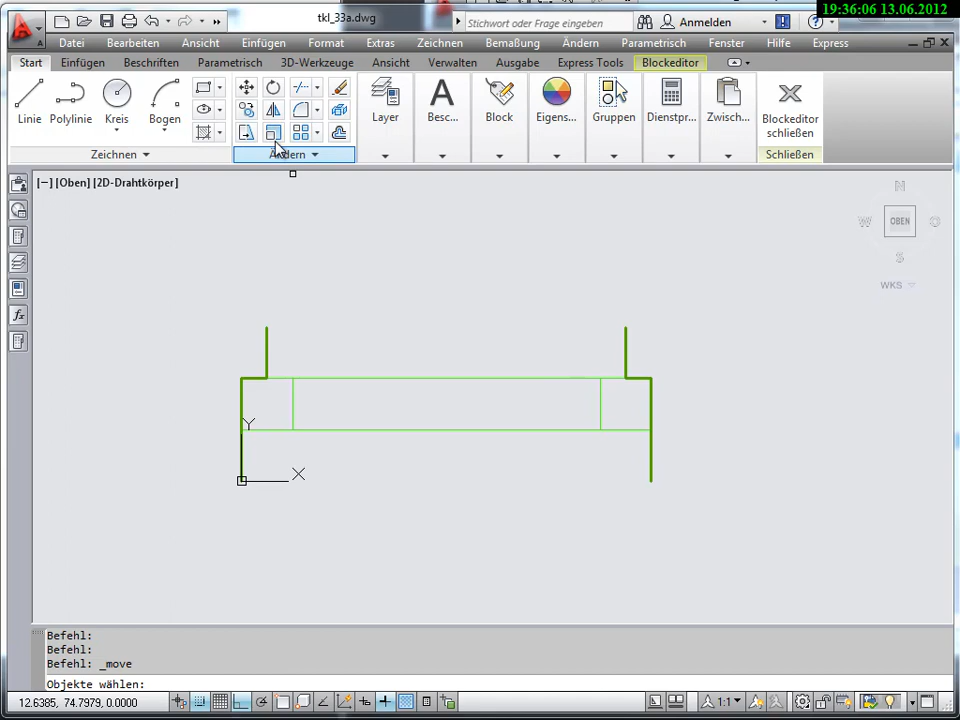 19:36:06 13.06.2012
tkl_33a.dwg
Stichwort oder Frage eingeben
Anmelden
Datei Bearbeiten Ansicht Einfügen Format Extras Zeichnen Bemaßung Ändern Parametrisch Fenster Hilfe Express
Start Einfügen Beschriften Parametrisch 3D-Werkzeuge Ansicht Verwalten Ausgabe Express Tools Blockeditor
Linie Polylinie Kreis Bogen
Layer Besc... Block Eigens... Gruppen Dienstpr... Zwisch... Blockeditor schließen
Zeichnen Ändern Schließen
[−] [Oben] [2D-Drahtkörper]
N
W OBEN O
S
WKS
Y
X
Befehl:
Befehl:
Befehl: _move
Objekte wählen:
12.6385, 74.7979, 0.0000
1:1